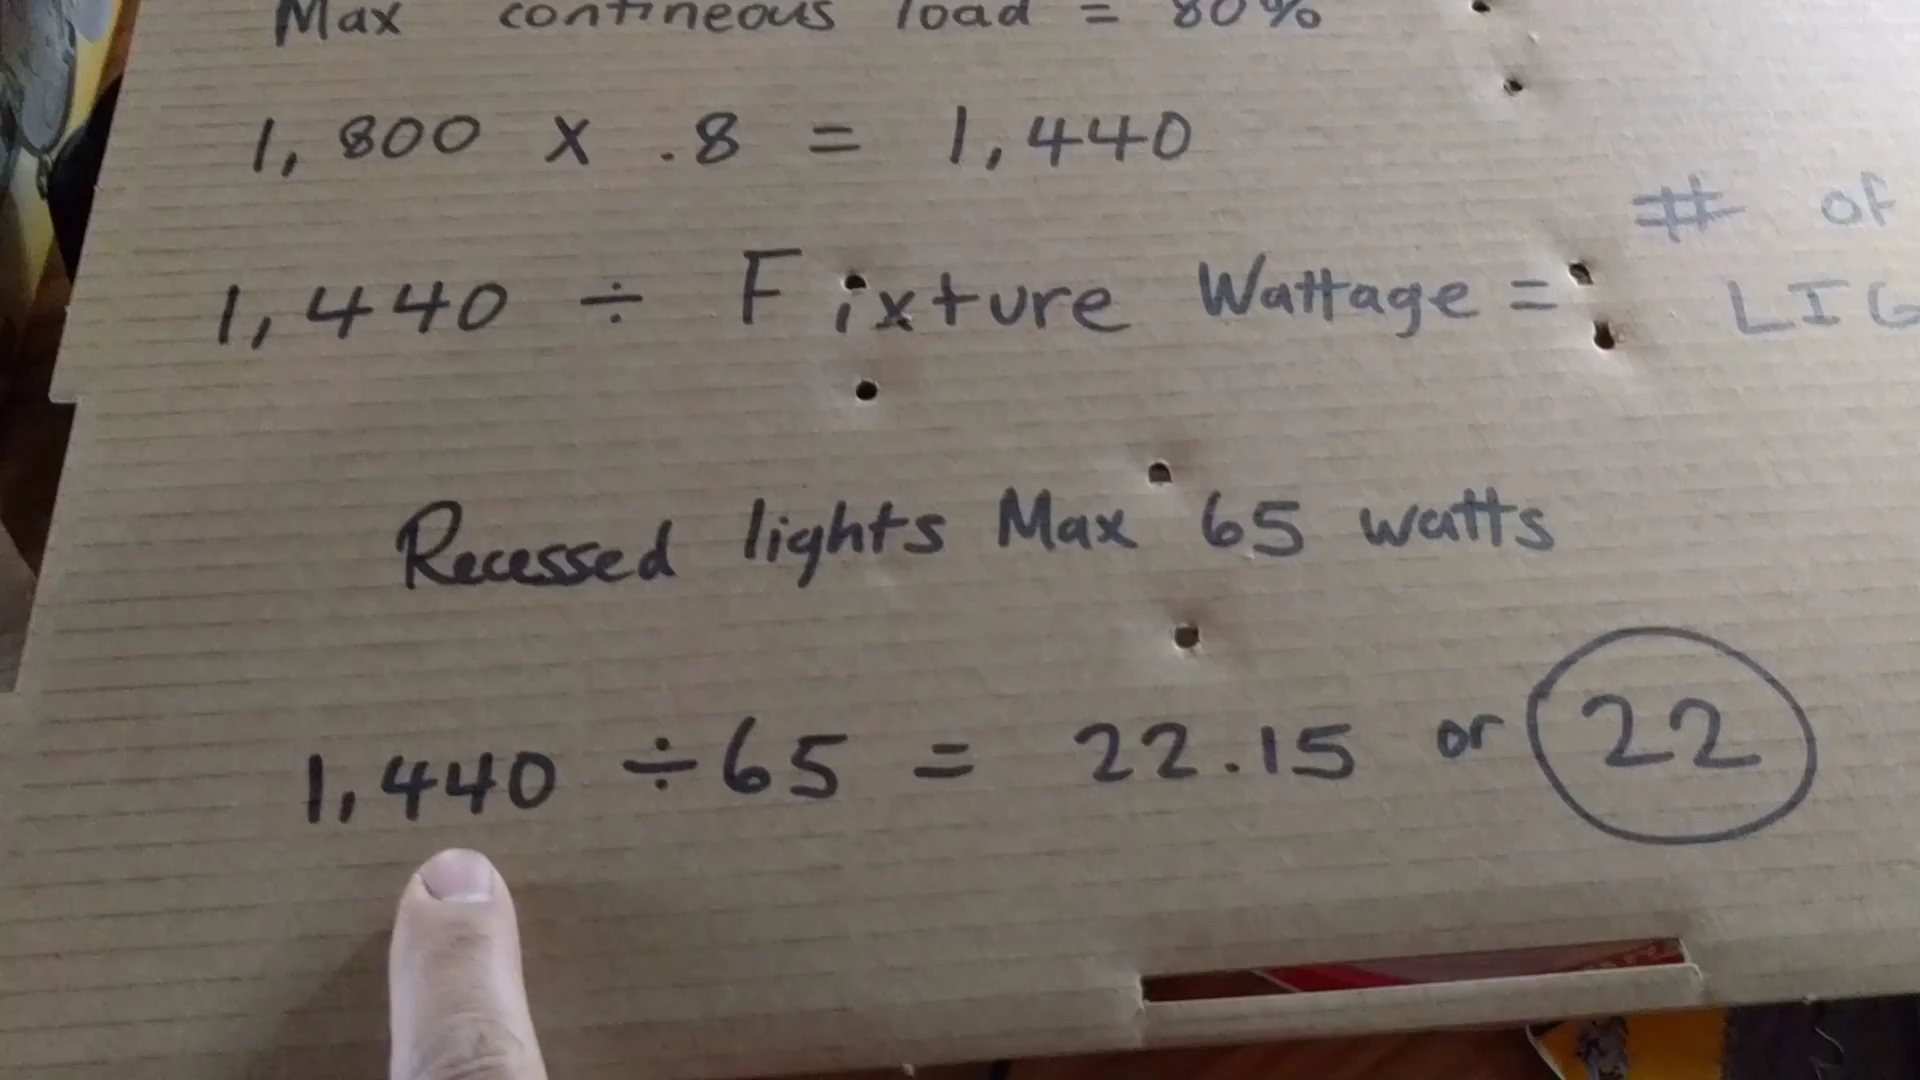 Max contineous load = 80%
1,800 x .8 = 1,440
# of
1,440 ÷ Fixture Wattage = LIG
Recessed lights Max 65 watts
1,440 ÷ 65 = 22.15 or 22